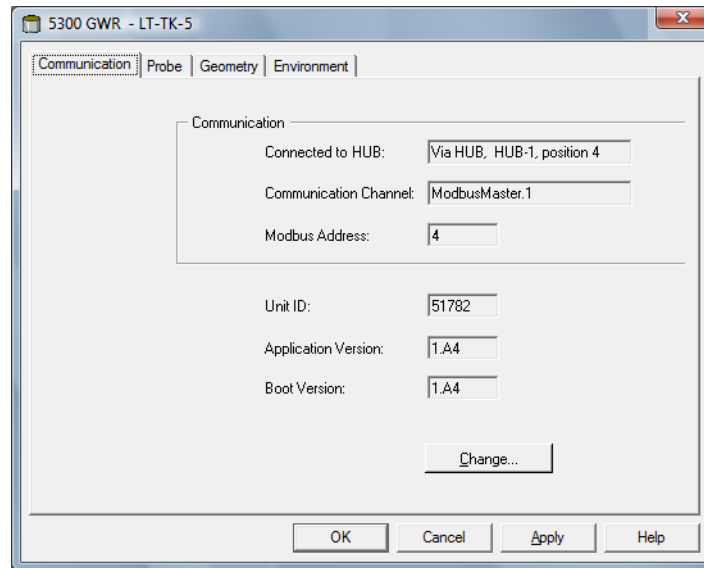 5300 GWR - LT-TK-5
Communication Probe Geometry Environment
Communication
Connected to HUB: Via HUB, HUB-1, position 4
Communication Channel: ModbusMaster.1
Modbus Address: 4
Unit ID: 51782
Application Version: 1.A4
Boot Version: 1.A4
Change...
OK Cancel Apply Help